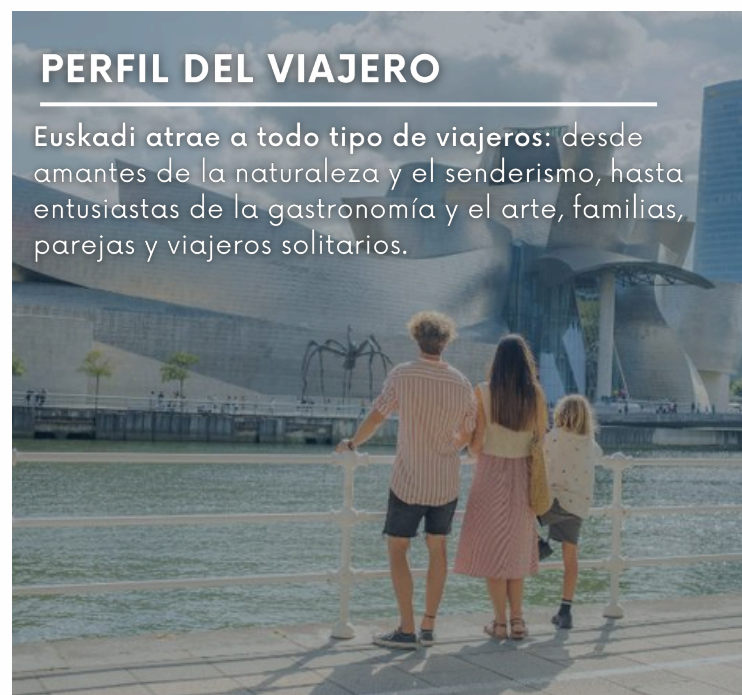 PERFIL DEL VIAJERO
Euskadi atrae a todo tipo de viajeros: desde
amantes de la naturaleza y el senderismo, hasta
entusiastas de la gastronomía y el arte, familias,
parejas y viajeros solitarios.